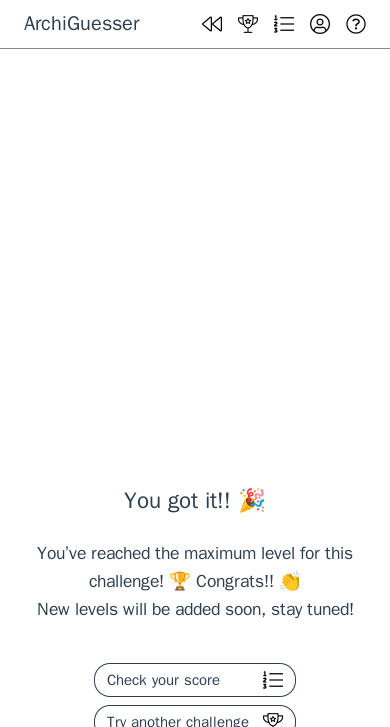 ArchiGuesser
You got it!! 🎉
You’ve reached the maximum level for this
challenge! 🏆 Congrats!! 👏
New levels will be added soon, stay tuned!
Check your score
Try another challenge